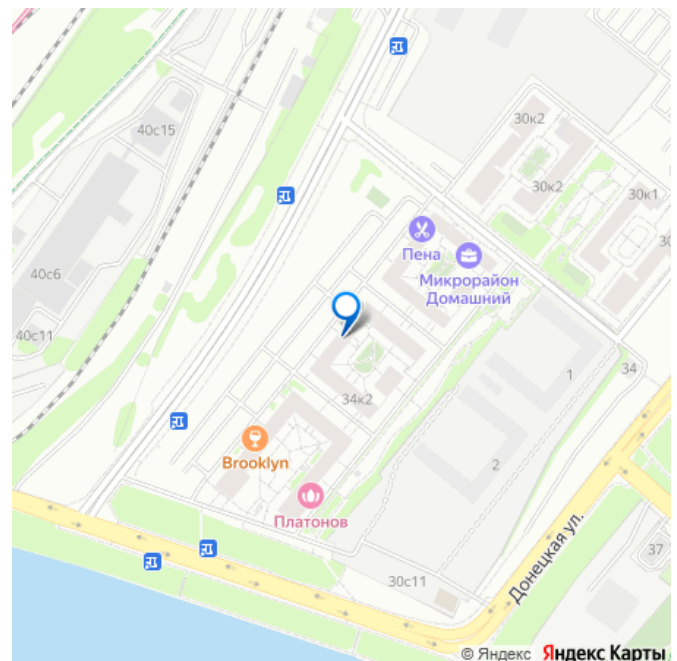 40с15
30к2
30к2
30к1
30
Пена
Микрорайон
Домашний
40с6
40с11
1
34
34к2
Brooklyn
2
Платонов
Донецкая ул.
37
30с11
© Яндекс Яндекс Карты